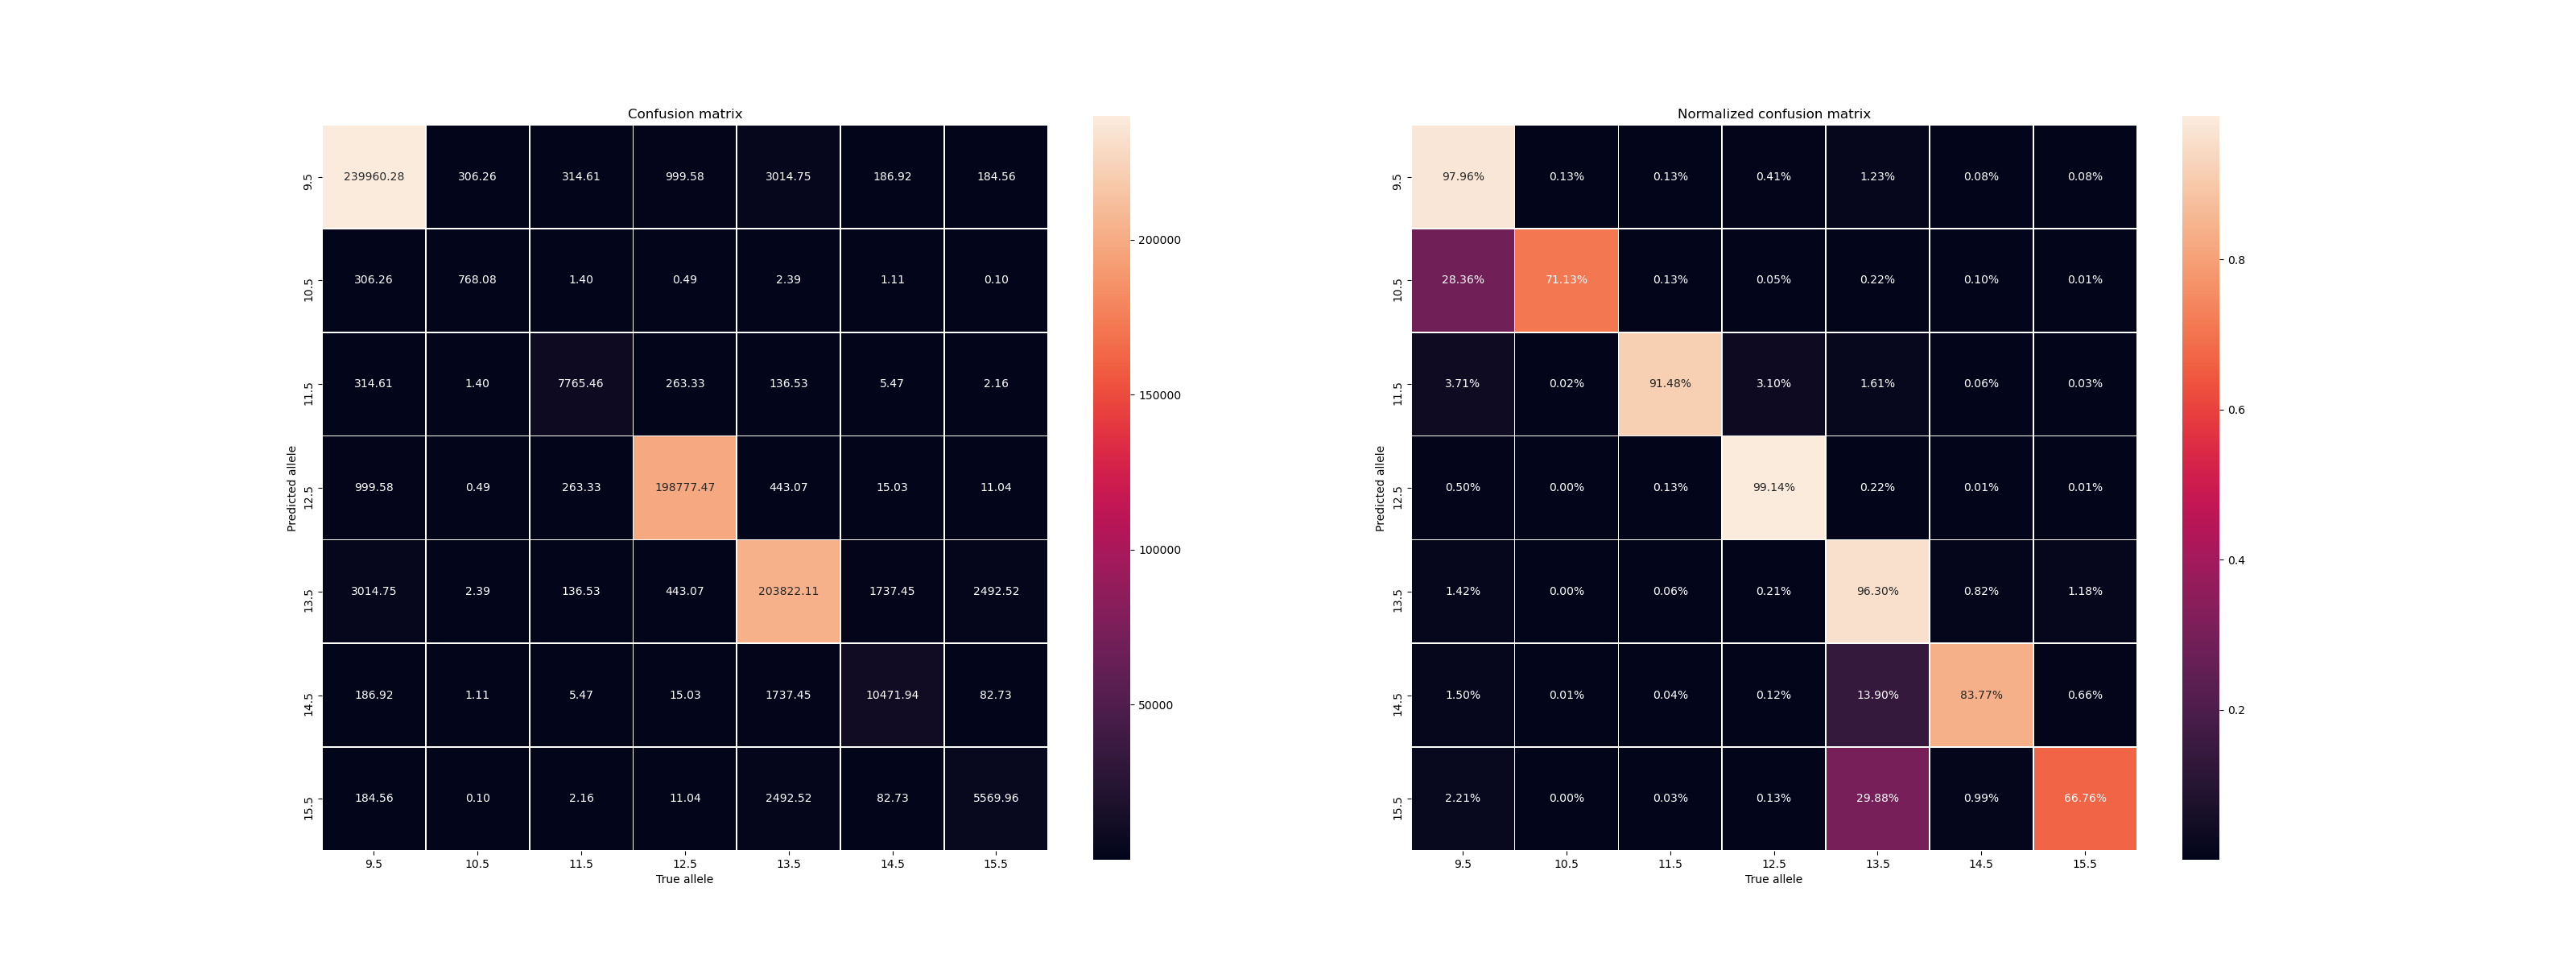 Confusion matrix
9.5 239960.28 306.26 314.61 999.58 3014.75 186.92 184.56
200000
10.5 306.26 768.08 1.40 0.49 2.39 1.11 0.10
11.5 314.61 1.40 7765.46 263.33 136.53 5.47 2.16
150000
Predicted allele
12.5 999.58 0.49 263.33 198777.47 443.07 15.03 11.04
100000
13.5 3014.75 2.39 136.53 443.07 203822.11 1737.45 2492.52
14.5 186.92 1.11 5.47 15.03 1737.45 10471.94 82.73
50000
15.5 184.56 0.10 2.16 11.04 2492.52 82.73 5569.96
9.5 10.5 11.5 12.5 13.5 14.5 15.5
True allele
Normalized confusion matrix
9.5 97.96% 0.13% 0.13% 0.41% 1.23% 0.08% 0.08%
0.8
10.5 28.36% 71.13% 0.13% 0.05% 0.22% 0.10% 0.01%
11.5 3.71% 0.02% 91.48% 3.10% 1.61% 0.06% 0.03%
0.6
Predicted allele
12.5 0.50% 0.00% 0.13% 99.14% 0.22% 0.01% 0.01%
0.4
13.5 1.42% 0.00% 0.06% 0.21% 96.30% 0.82% 1.18%
14.5 1.50% 0.01% 0.04% 0.12% 13.90% 83.77% 0.66%
0.2
15.5 2.21% 0.00% 0.03% 0.13% 29.88% 0.99% 66.76%
9.5 10.5 11.5 12.5 13.5 14.5 15.5
True allele